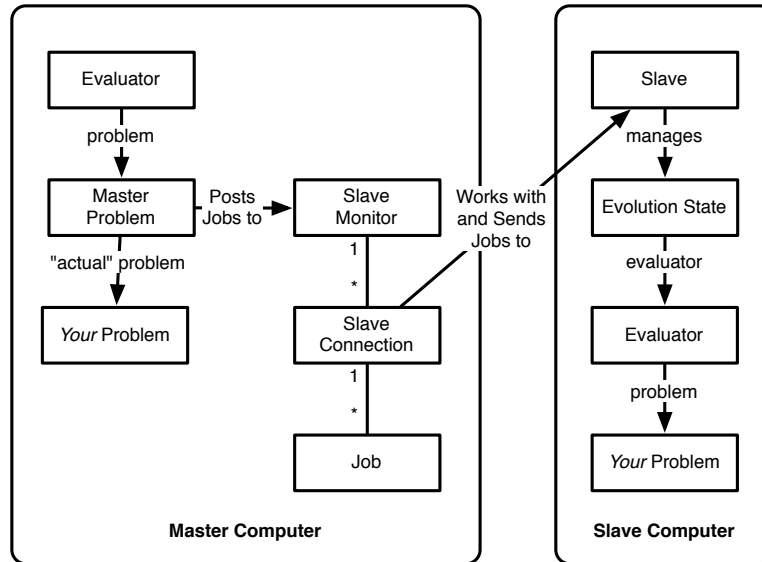 Evaluator
problem
Master
Problem
Posts
Jobs to
Slave
Monitor
"actual" problem
1
*
Your Problem
Slave
Connection
1
*
Job
Master Computer
Works with
and Sends
Jobs to
Slave
manages
Evolution State
evaluator
Evaluator
problem
Your Problem
Slave Computer